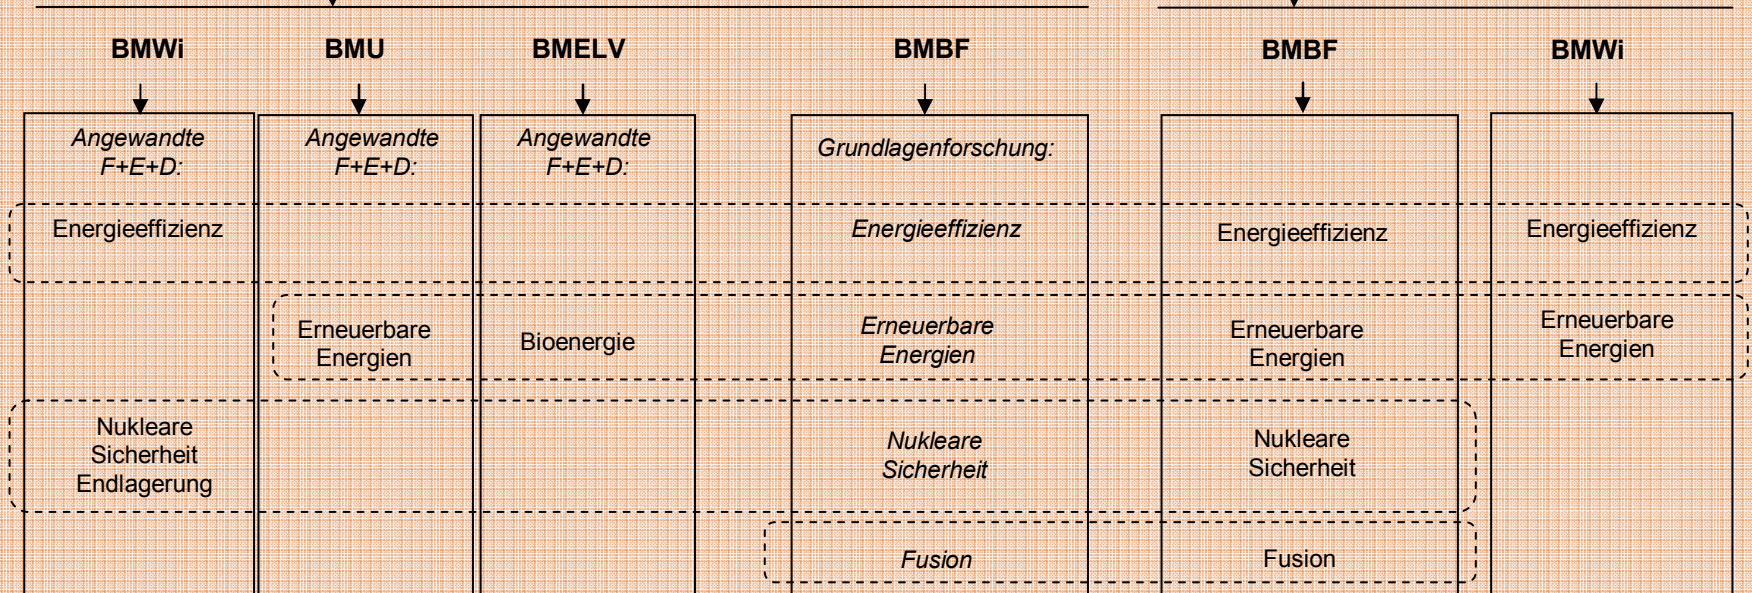 BMWi
BMU
BMELV
BMBF
BMBF
BMWi
Angewandte
F+E+D:
Angewandte
F+E+D:
Angewandte
F+E+D:
Grundlagenforschung:
Energieeffizienz
Energieeffizienz
Energieeffizienz
Energieeffizienz
Erneuerbare
Energien
Bioenergie
Erneuerbare
Energien
Erneuerbare
Energien
Erneuerbare
Energien
Nukleare
Sicherheit
Endlagerung
Nukleare
Sicherheit
Nukleare
Sicherheit
Fusion
Fusion